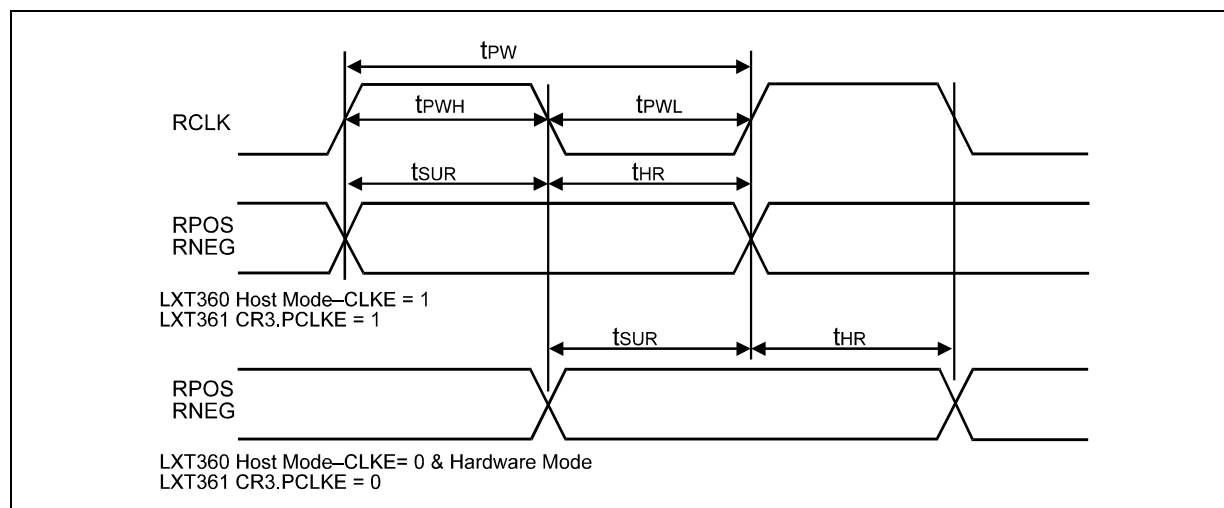 tPW
tPWH
tPWL
RCLK
tSUR
tHR
RPOS
RNEG
LXT360 Host Mode–CLKE = 1
LXT361 CR3.PCLKE = 1
tSUR
tHR
RPOS
RNEG
LXT360 Host Mode–CLKE= 0 & Hardware Mode
LXT361 CR3.PCLKE = 0